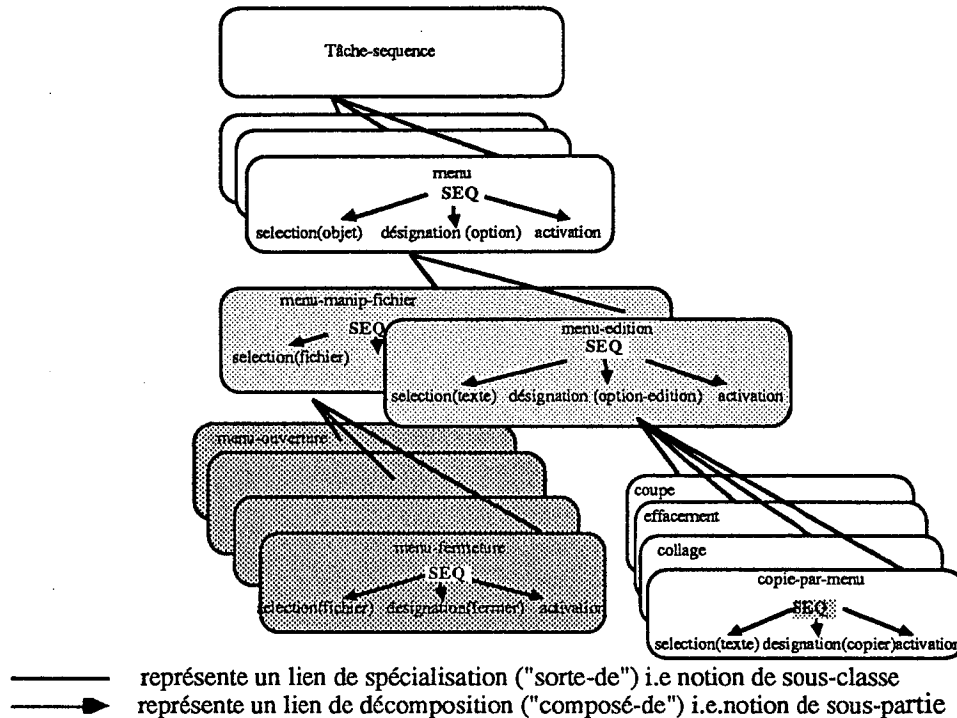 Tâche-sequence
menu
SEQ
selection(objet) désignation (option) activation
menu-manip-fichier
SEQ
selection(fichier)
menu-edition
SEQ
selection(texte) désignation (option-edition) activation
menu-ouverture
menu-fermeture
SEQ
selection(fichier) designation(fermer) activation
coupe
effacement
collage
copie-par-menu
SEQ
selection(texte) designation(copier)activation
représente un lien de spécialisation ("sorte-de") i.e notion de sous-classe
représente un lien de décomposition ("composé-de") i.e.notion de sous-partie